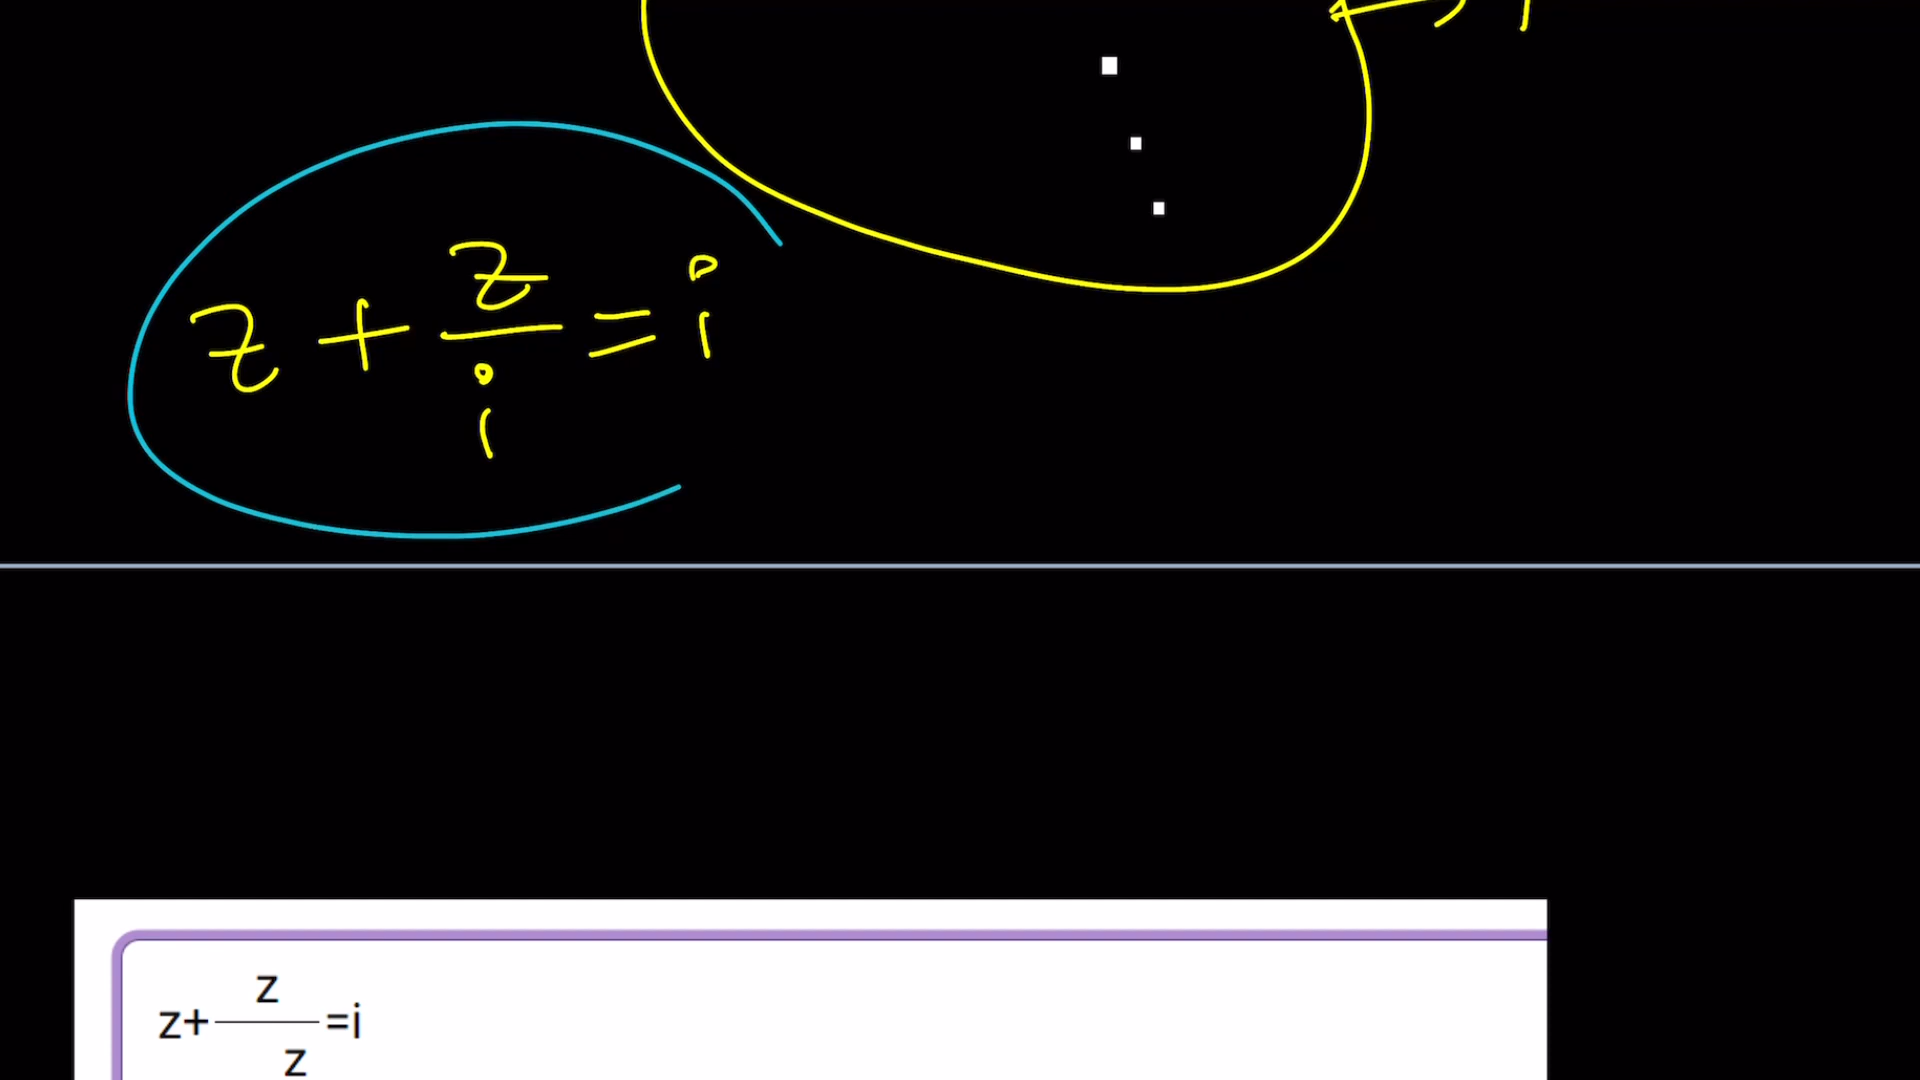 z + z/i = i
z+ z/z =i